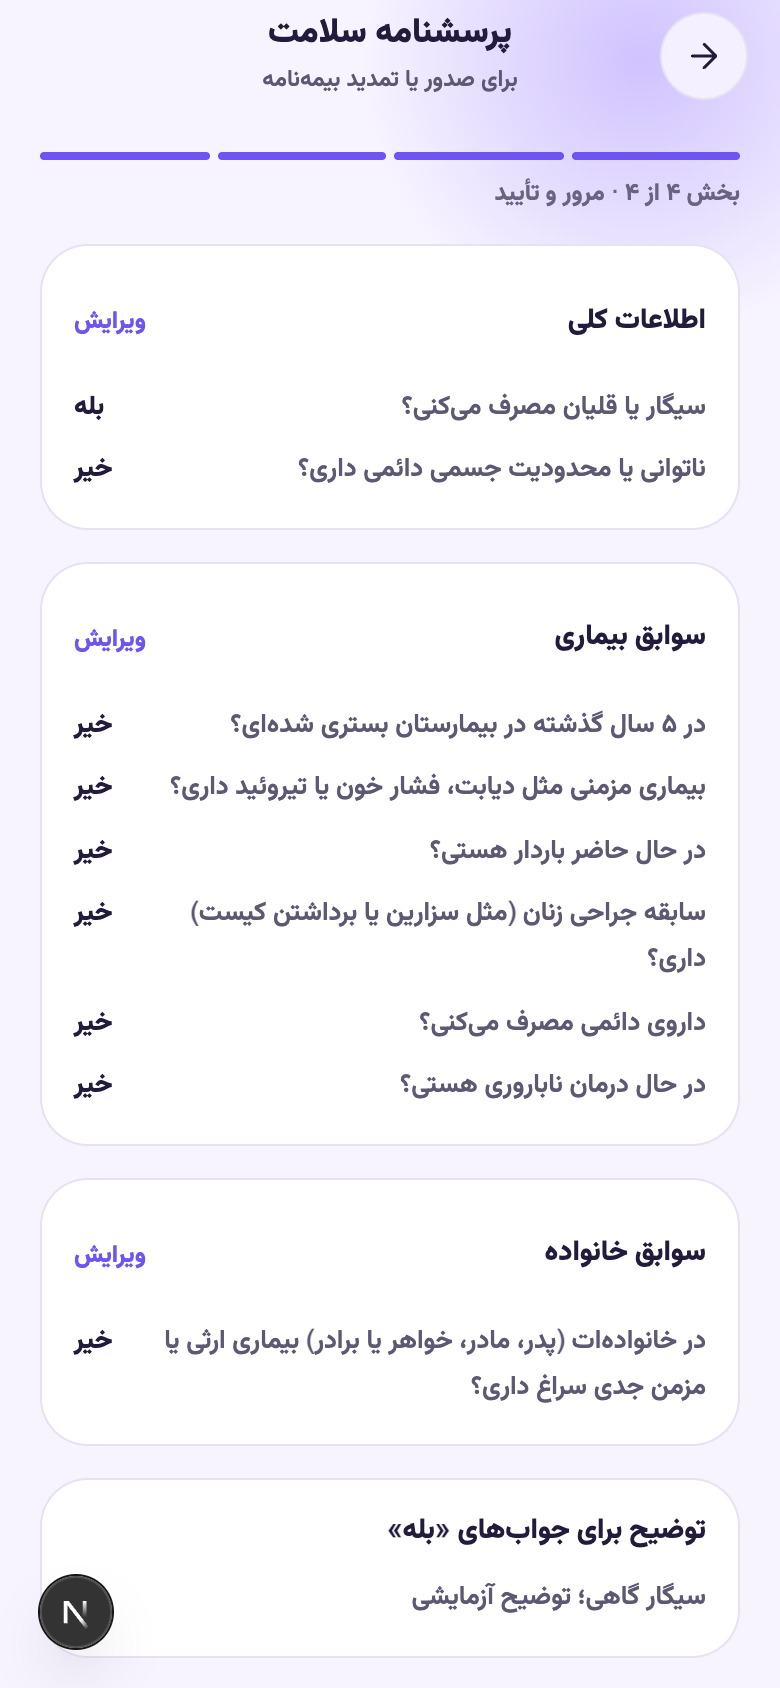 پرسشنامه سلامت
برای صدور یا تمدید بیمه‌نامه
بخش ۴ از ۴ · مرور و تأیید
اطلاعات کلی
ویرایش
سیگار یا قلیان مصرف می‌کنی؟
بله
ناتوانی یا محدودیت جسمی دائمی داری؟
خیر
سوابق بیماری
ویرایش
در ۵ سال گذشته در بیمارستان بستری شده‌ای؟
خیر
بیماری مزمنی مثل دیابت، فشار خون یا تیروئید داری؟
خیر
در حال حاضر باردار هستی؟
خیر
سابقه جراحی زنان (مثل سزارین یا برداشتن کیست)
داری؟
خیر
داروی دائمی مصرف می‌کنی؟
خیر
در حال درمان ناباروری هستی؟
خیر
سوابق خانواده
ویرایش
در خانواده‌ات (پدر، مادر، خواهر یا برادر) بیماری ارثی یا
مزمن جدی سراغ داری؟
خیر
توضیح برای جواب‌های «بله»
سیگار گاهی؛ توضیح آزمایشی
N